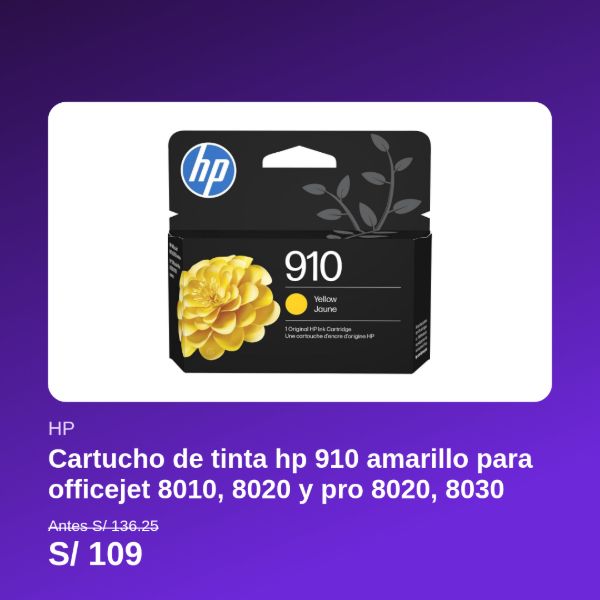 hp
910
Yellow
Jaune
1 Original HP Ink Cartridge
Une cartouche d'encre d'origine HP
HP
Cartucho de tinta hp 910 amarillo para
officejet 8010, 8020 y pro 8020, 8030
Antes S/ 136.25
S/ 109